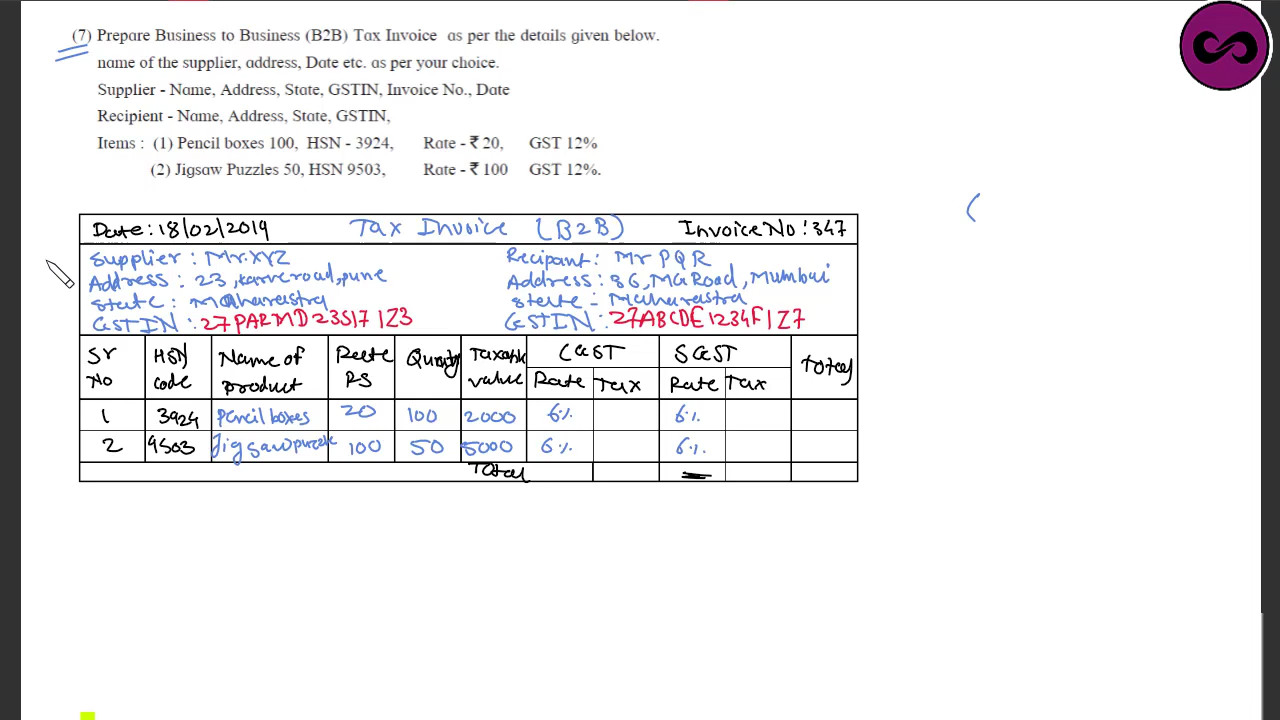 (7) Prepare Business to Business (B2B) Tax Invoice as per the details given below.
name of the supplier, address, Date etc. as per your choice.
Supplier - Name, Address, State, GSTIN, Invoice No., Date
Recipient - Name, Address, State, GSTIN,
Items : (1) Pencil boxes 100, HSN - 3924, Rate - ₹ 20, GST 12%
(2) Jigsaw Puzzles 50, HSN 9503, Rate - ₹ 100 GST 12%.
Date:18/02/2019 Tax Invoice (B2B) Invoice No:347
Supplier : Mr.XYZ Recipant: Mr PQR
Address : 23, karve road, pune Address: 86, MG Road, Mumbai
State : Maharastra State - Maharastra
GSTIN : 27PARMD23S171Z3 GSTIN: 27ABCDE1234F1Z7
Sr HSN Name of Rate Quantity Taxable CGST SGST Total
No code product RS value Rate Tax Rate Tax
1 3924 Pencil boxes 20 100 2000 6% 6%
2 9503 Jigsaw puzzle 100 50 5000 6% 6%
Total